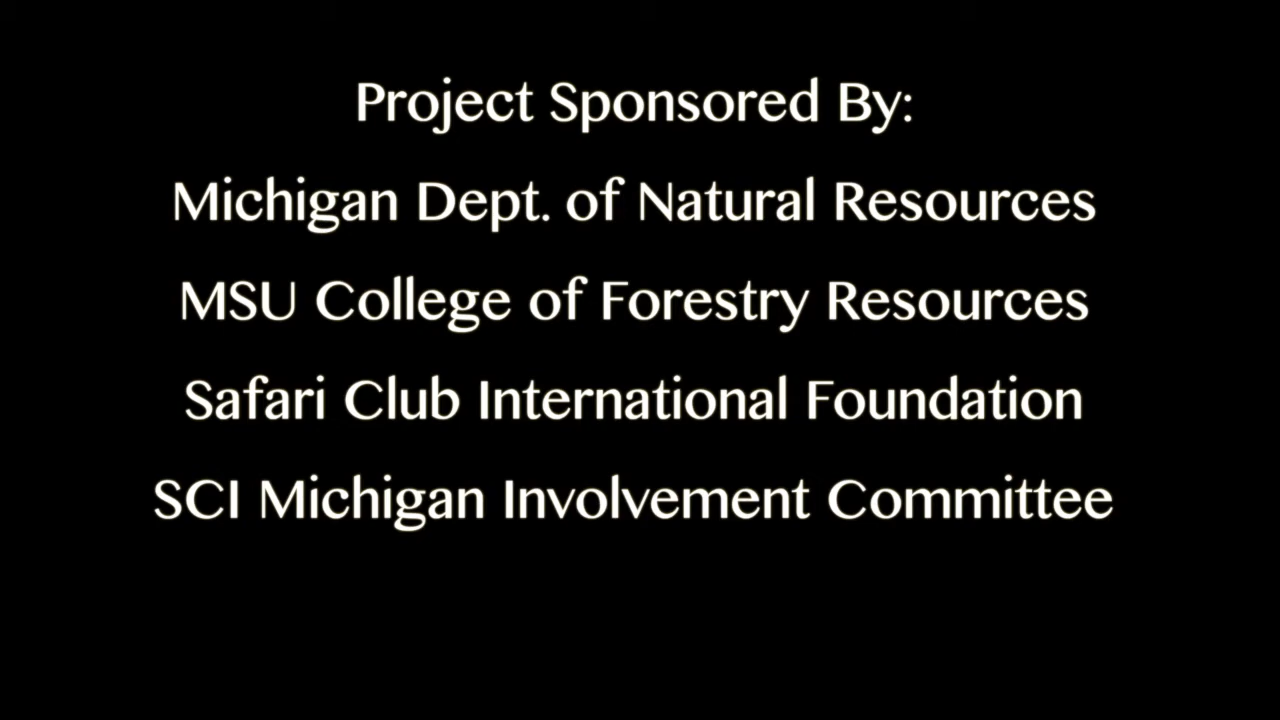 Project Sponsored By:
Michigan Dept. of Natural Resources
MSU College of Forestry Resources
Safari Club International Foundation
SCI Michigan Involvement Committee